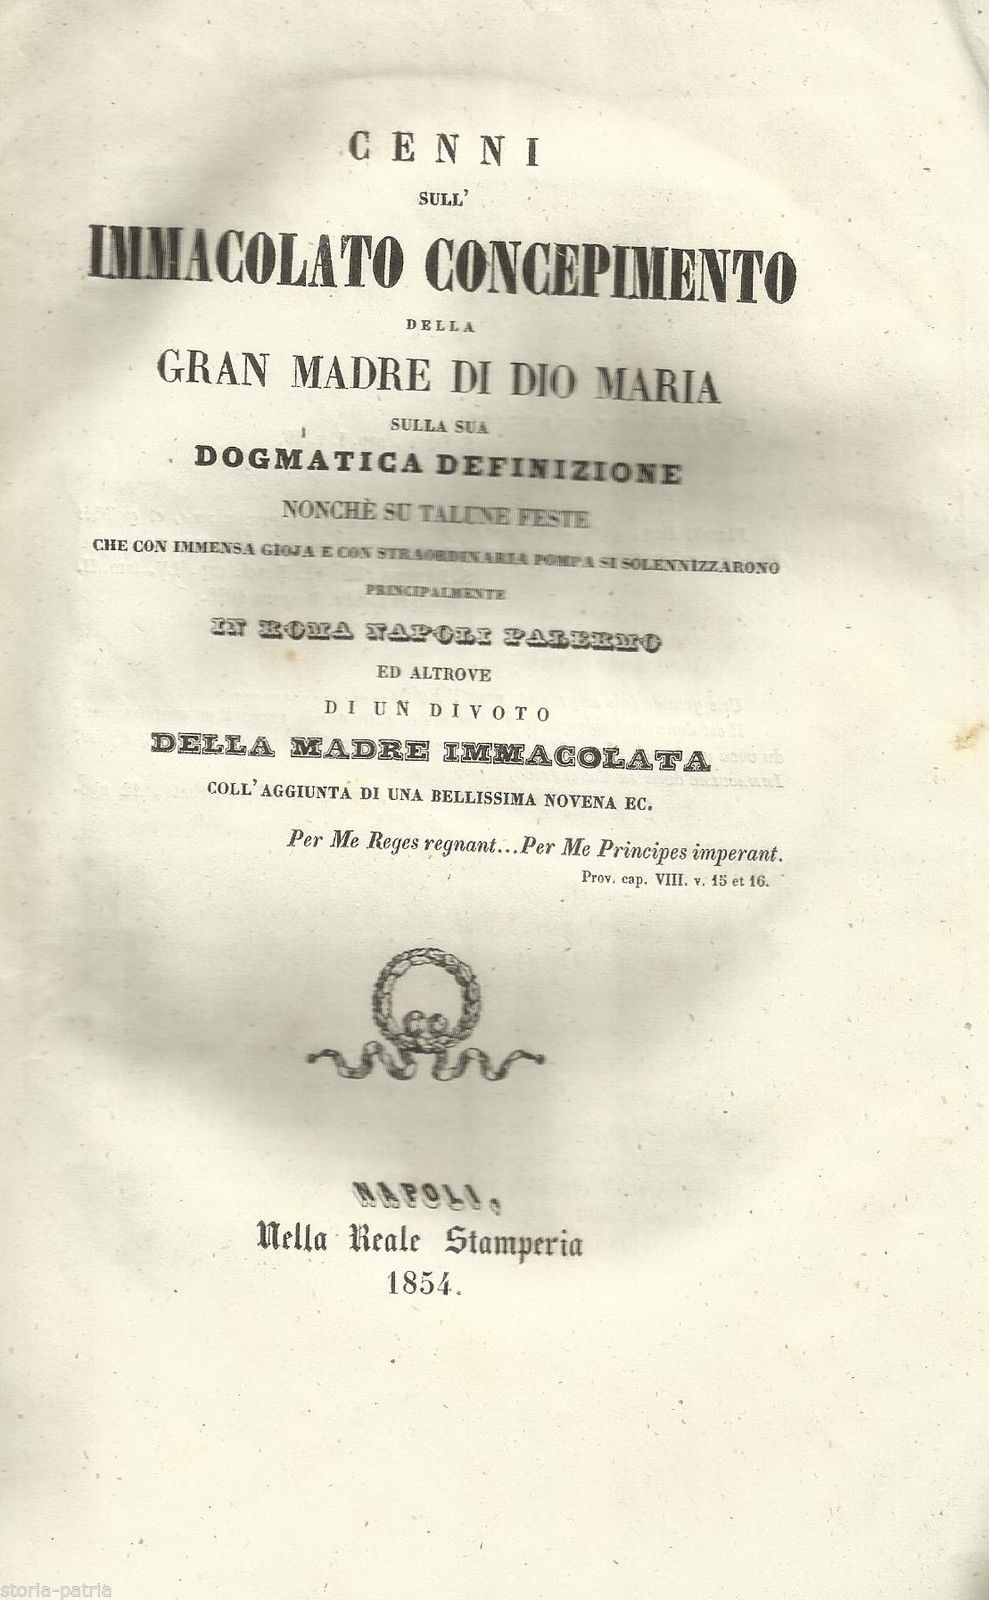 CENNI
SULL'
IMMACOLATO CONCEPIMENTO
DELLA
GRAN MADRE DI DIO MARIA
SULLA SUA
DOGMATICA DEFINIZIONE
NONCHÈ SU TALUNE FESTE
CHE CON IMMENSA GIOJA E CON STRAORDINARIA POMPA SI SOLENNIZZARONO
PRINCIPALMENTE
IN ROMA NAPOLI PALERMO
ED ALTROVE
DI UN DIVOTO
DELLA MADRE IMMACOLATA
COLL'AGGIUNTA DI UNA BELLISSIMA NOVENA EC.
Per Me Reges regnant...Per Me Principes imperant.
Prov. cap. VIII. v. 15 et 16.
NAPOLI,
Nella Reale Stamperia
1854.
storia-patria